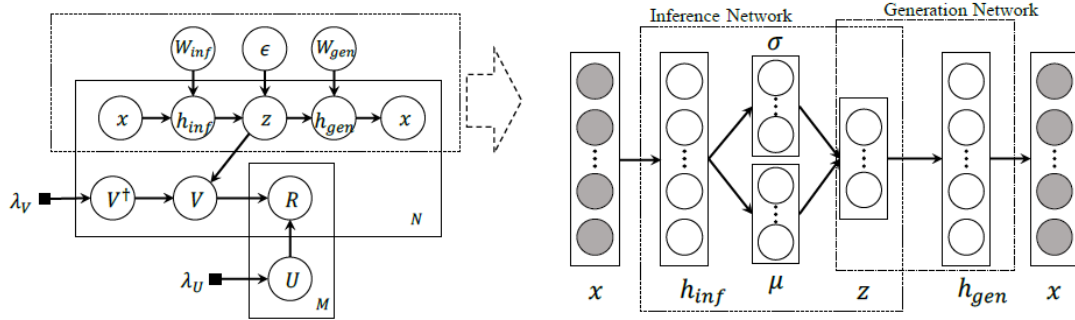 Inference Network
Generation Network
W_inf ϵ W_gen
x h_inf z h_gen x
λ_V V† V R N
λ_U U M
σ
μ
x h_inf z h_gen x